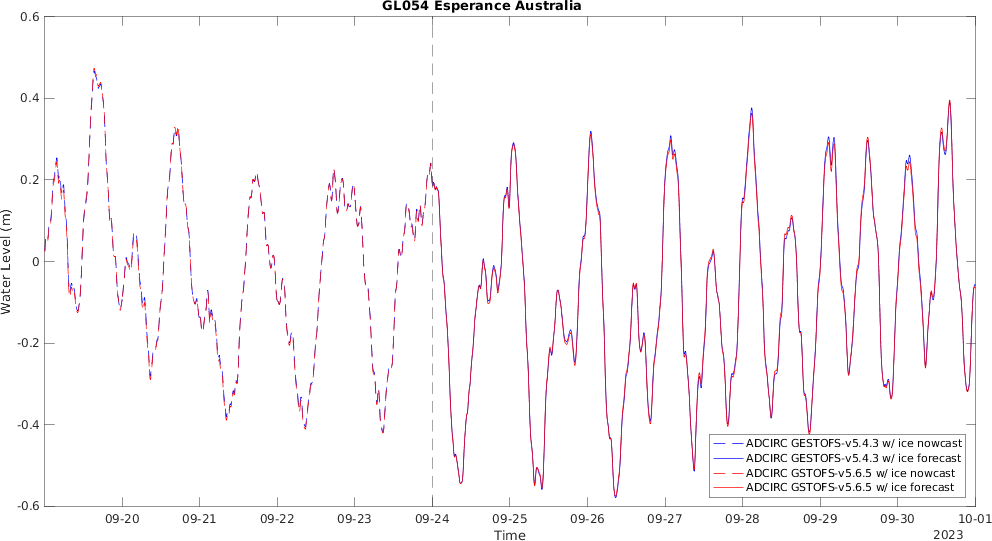 GL054 Esperance Australia
0.6
0.4
0.2
0
-0.2
-0.4
-0.6
Water Level (m)
ADCIRC GESTOFS-v5.4.3 w/ ice nowcast
ADCIRC GESTOFS-v5.4.3 w/ ice forecast
ADCIRC GSTOFS-v5.6.5 w/ ice nowcast
ADCIRC GSTOFS-v5.6.5 w/ ice forecast
09-20 09-21 09-22 09-23 09-24 09-25 09-26 09-27 09-28 09-29 09-30 10-01
Time
2023